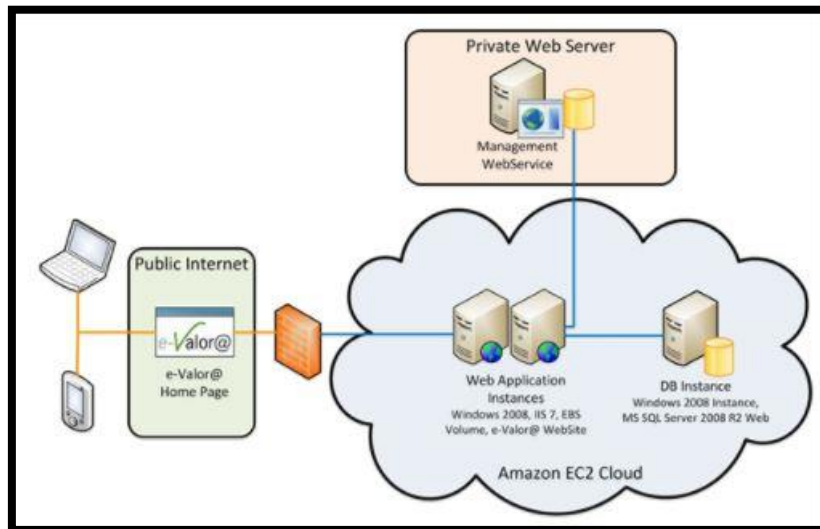 Private Web Server
Management
WebService
Public Internet
e-Valor@
e-Valor@
Home Page
Web Application
Instances
Windows 2008, IIS 7, EBS
Volume, e-Valor@ WebSite
DB Instance
Windows 2008 Instance,
MS SQL Server 2008 R2 Web
Amazon EC2 Cloud